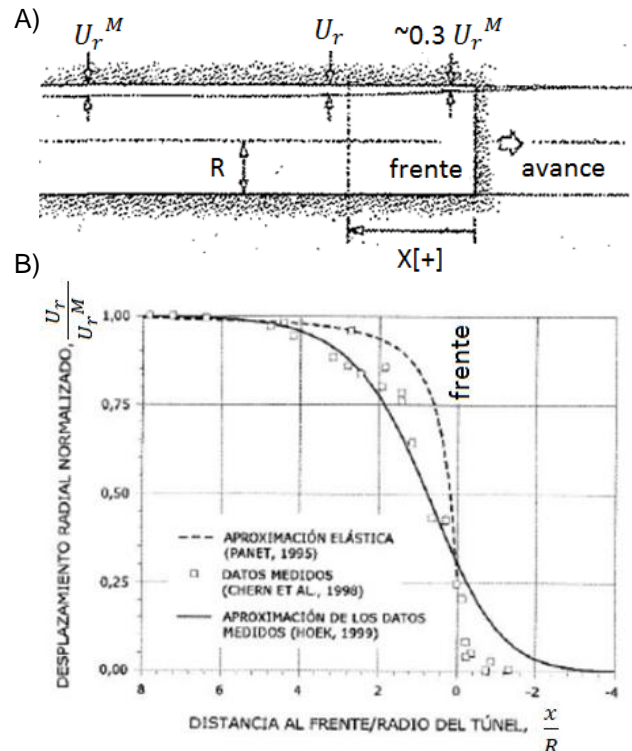 A)
U_r^M U_r ~0.3 U_r^M
R
frente avance
X[+]
B)
U_r/U_r^M
DESPLAZAMIENTO RADIAL NORMALIZADO,
1,00
0,75
0,50
0,25
0,00
frente
APROXIMACIÓN ELÁSTICA
(PANET, 1995)
DATOS MEDIDOS
(CHERN ET AL., 1998)
APROXIMACIÓN DE LOS DATOS
MEDIDOS (HOEK, 1999)
8 6 4 2 0 -2 -4
DISTANCIA AL FRENTE/RADIO DEL TÚNEL, x/R